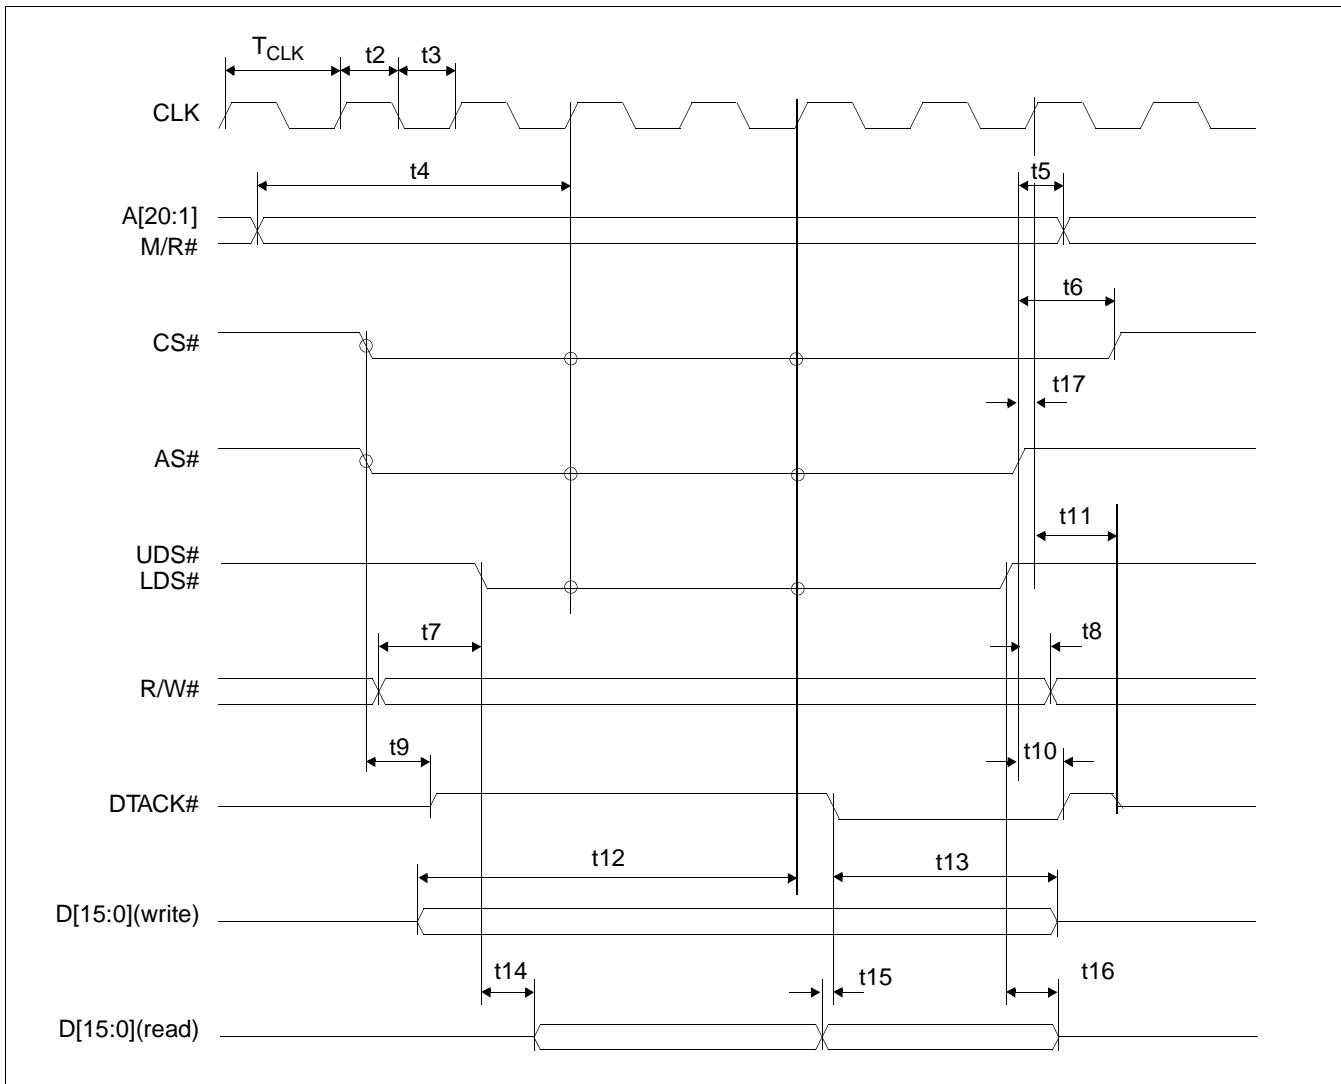 TCLK t2 t3
CLK
t4 t5
A[20:1]
M/R#
t6
CS#
t17
AS#
t11
UDS#
LDS#
t7 t8
R/W#
t9 t10
DTACK#
t12 t13
D[15:0](write)
t14 t15 t16
D[15:0](read)